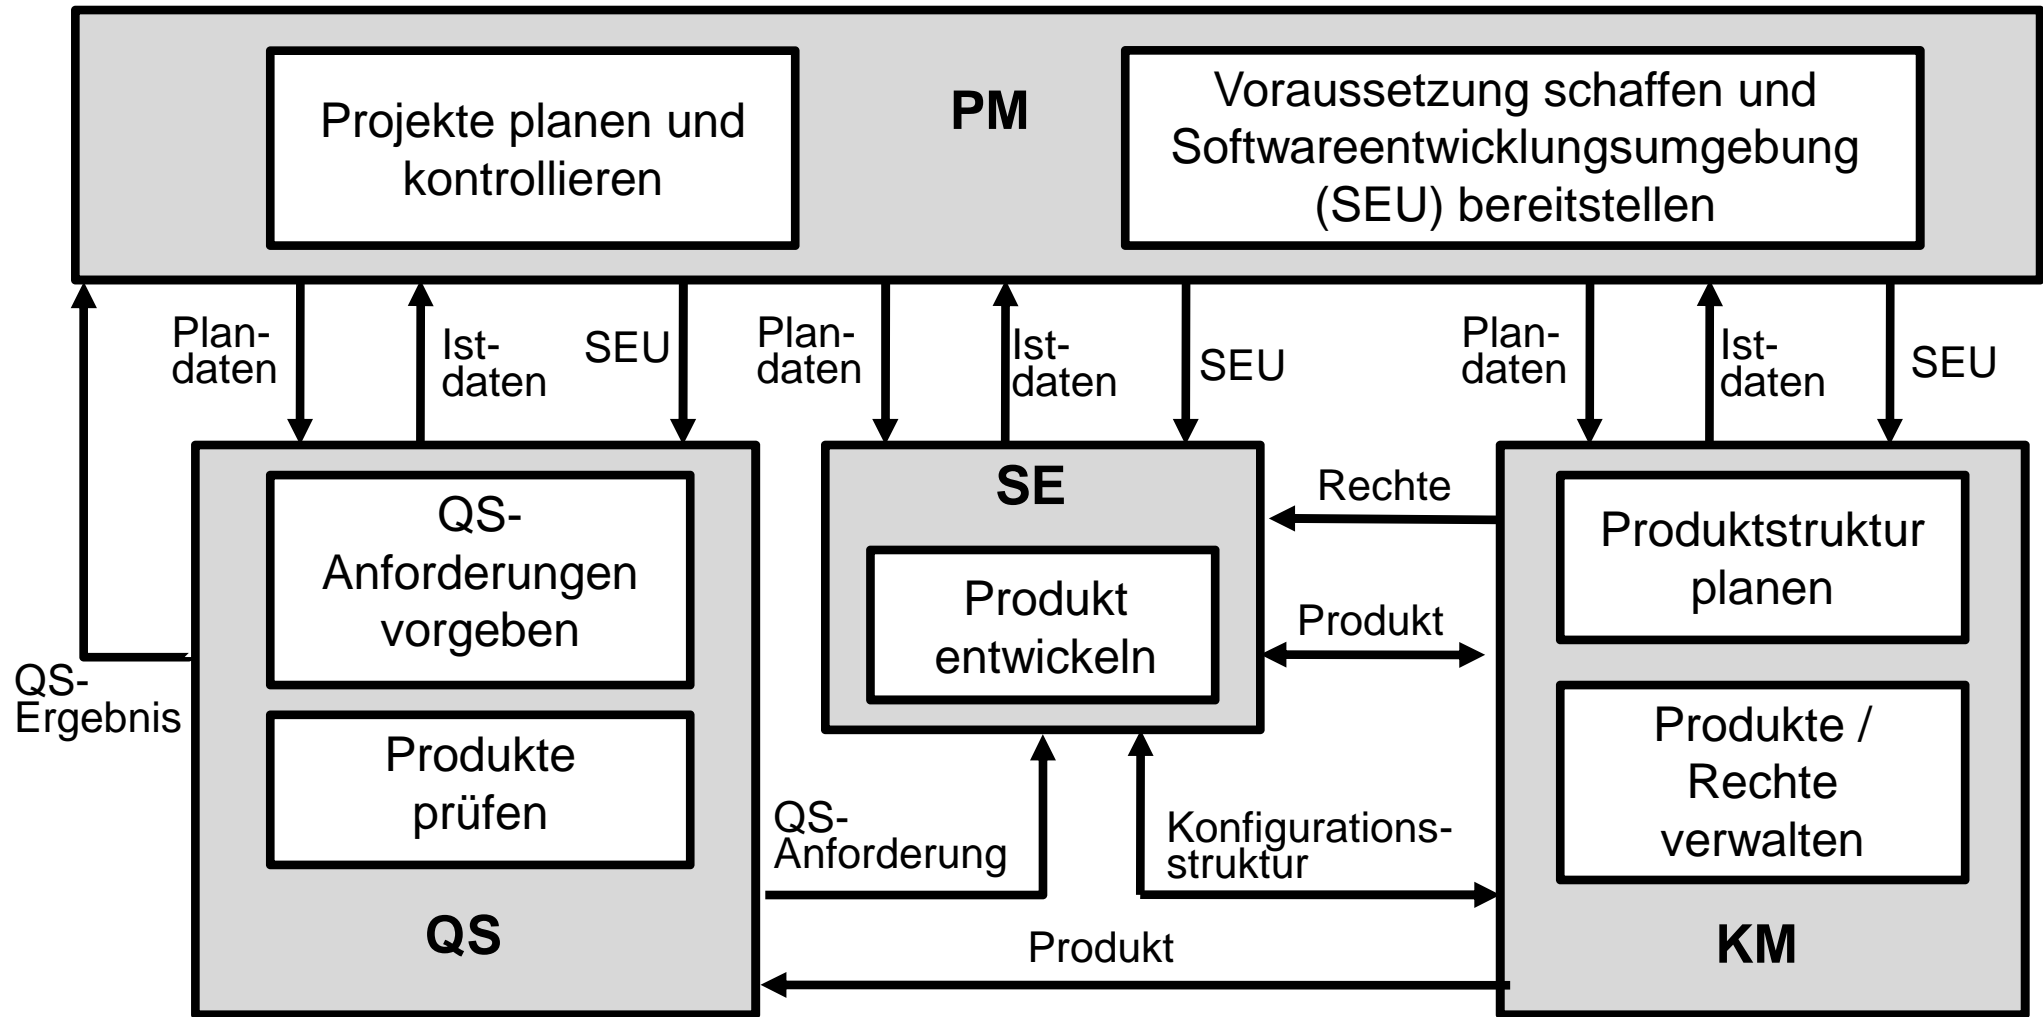 Projekte planen und
kontrollieren
PM
Voraussetzung schaffen und
Softwareentwicklungsumgebung
(SEU) bereitstellen
Plan-
daten
Ist-
daten
SEU
Plan-
daten
Ist-
daten
SEU
Plan-
daten
Ist-
daten
SEU
QS-
Ergebnis
QS-
Anforderungen
vorgeben
Produkte
prüfen
QS
SE
Produkt
entwickeln
Rechte
Produkt
QS-
Anforderung
Konfigurations-
struktur
Produkt
Produktstruktur
planen
Produkte /
Rechte
verwalten
KM